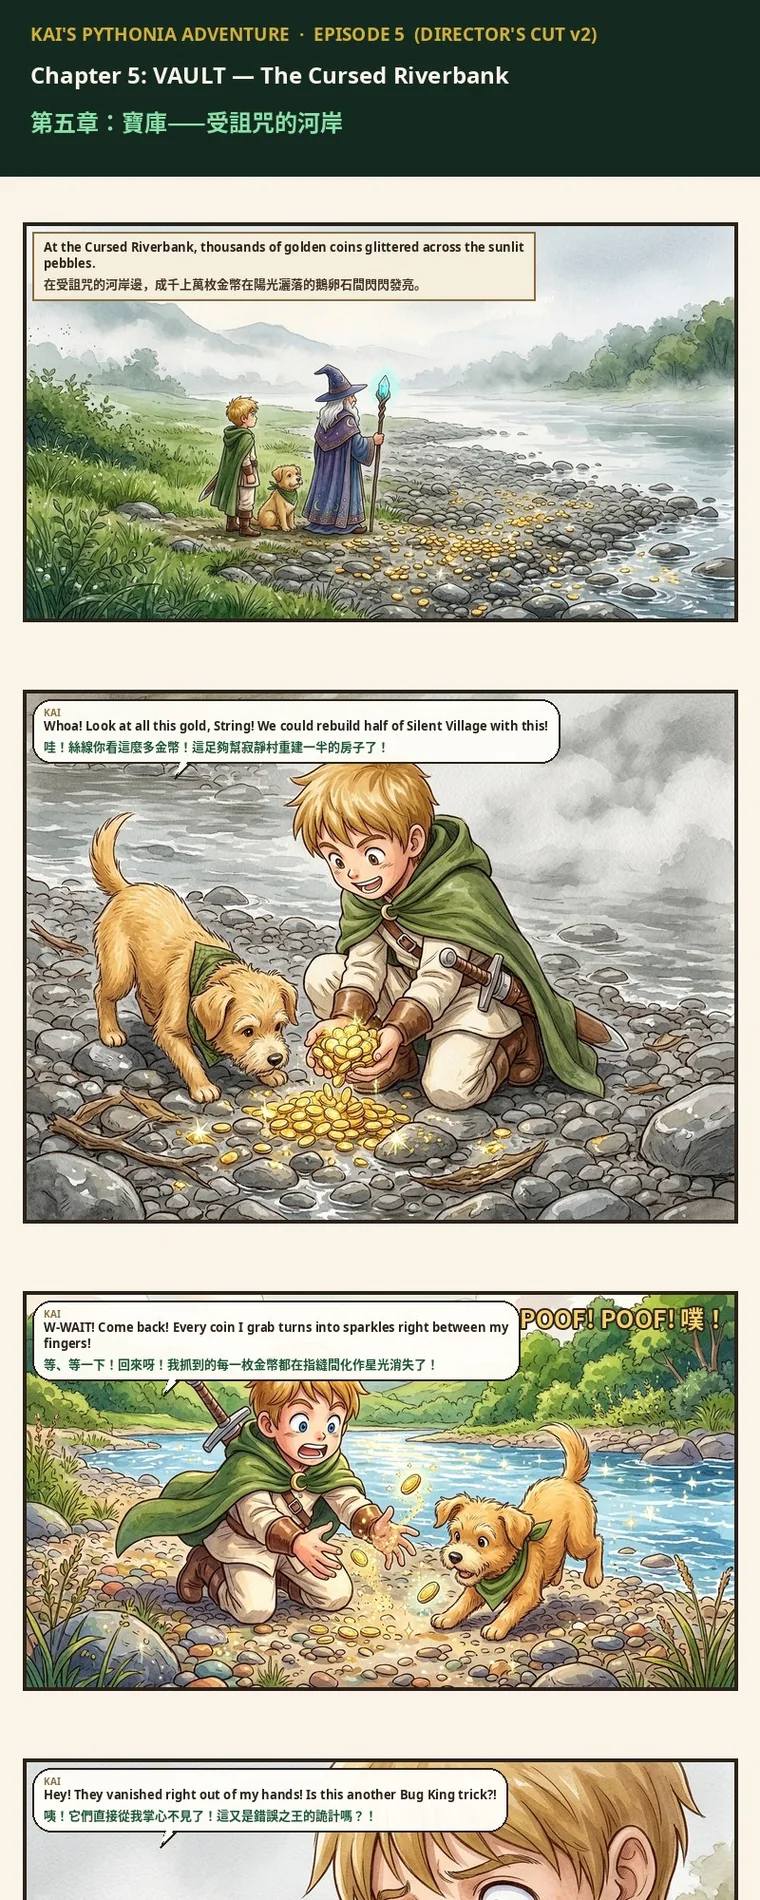 KAI'S PYTHONIA ADVENTURE · EPISODE 5 (DIRECTOR'S CUT v2)
Chapter 5: VAULT — The Cursed Riverbank
第五章：寶庫——受詛咒的河岸
At the Cursed Riverbank, thousands of golden coins glittered across the sunlit
pebbles.
在受詛咒的河岸邊，成千上萬枚金幣在陽光灑落的鵝卵石間閃閃發亮。
KAI
Whoa! Look at all this gold, String! We could rebuild half of Silent Village with this!
哇！絲線你看這麼多金幣！這足夠幫寂靜村重建一半的房子了！
KAI
W-WAIT! Come back! Every coin I grab turns into sparkles right between my
fingers!
等、等一下！回來呀！我抓到的每一枚金幣都在指縫間化作星光消失了！
POOF! POOF! 噗！
KAI
Hey! They vanished right out of my hands! Is this another Bug King trick?!
咦！它們直接從我掌心不見了！這又是錯誤之王的詭計嗎？！